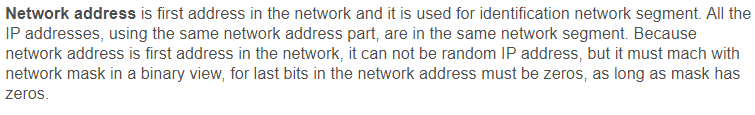 Network address is first address in the network and it is used for identification network segment. All the
IP addresses, using the same network address part, are in the same network segment. Because
network address is first address in the network, it can not be random IP address, but it must mach with
network mask in a binary view, for last bits in the network address must be zeros, as long as mask has
zeros.